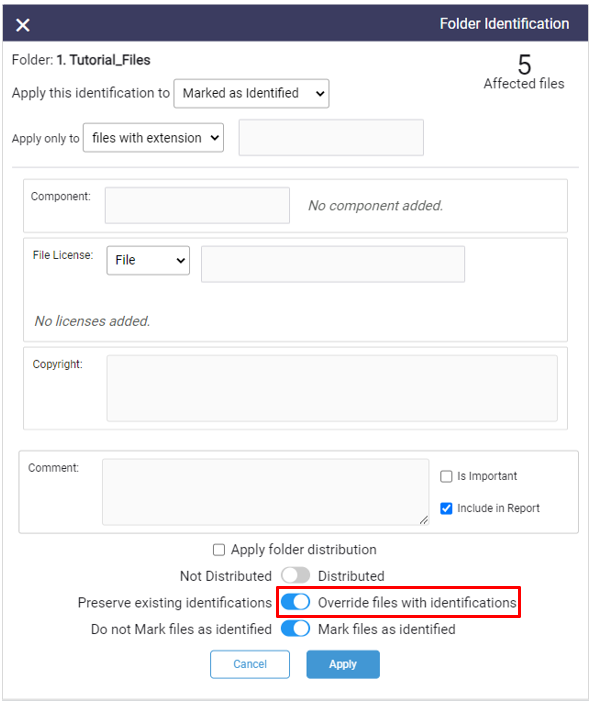 Folder Identification
Folder: 1. Tutorial_Files
5
Affected files
Apply this identification to Marked as Identified
Apply only to files with extension
Component: No component added.
File License: File
No licenses added.
Copyright:
Comment:
Is Important
Include in Report
Apply folder distribution
Not Distributed Distributed
Preserve existing identifications Override files with identifications
Do not Mark files as identified Mark files as identified
Cancel Apply